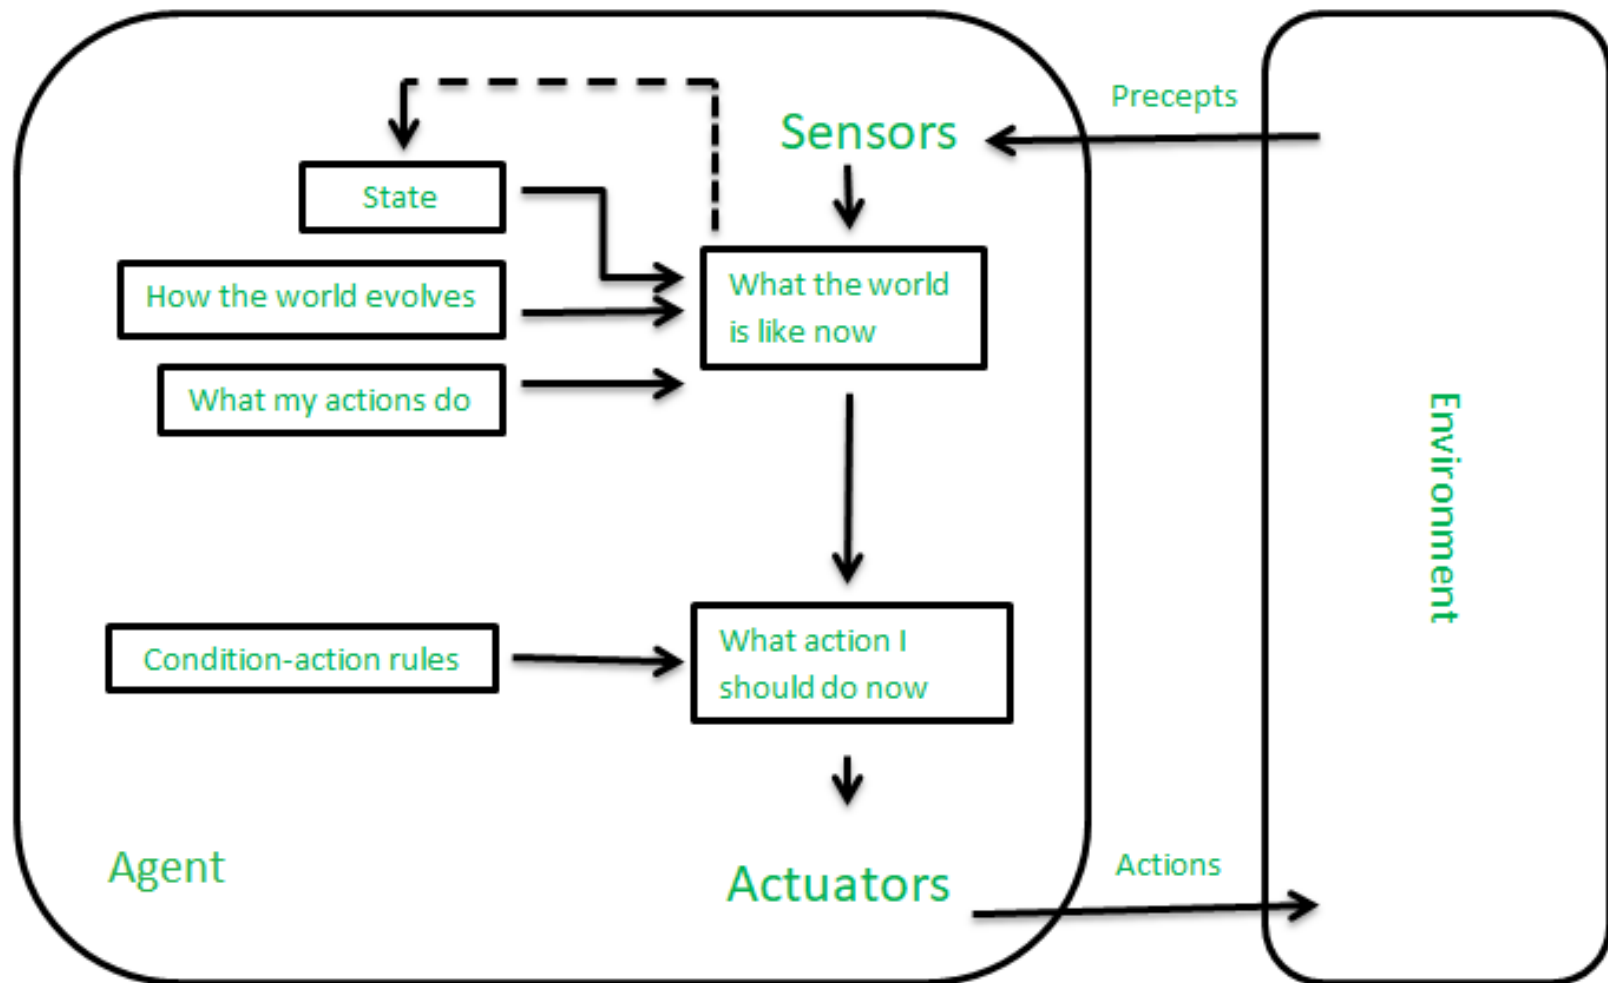 Precepts
Sensors
State
How the world evolves
What my actions do
What the world
is like now
Environment
Condition-action rules
What action I
should do now
Agent
Actuators
Actions